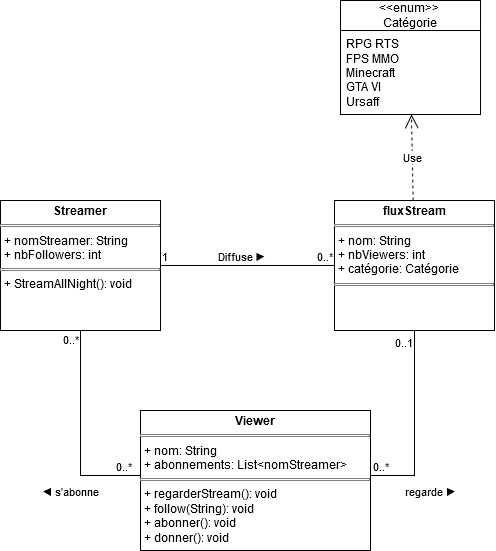 <<enum>>
Catégorie
RPG RTS
FPS MMO
Minecraft
GTA VI
Ursaff
Use
Streamer
+ nomStreamer: String
+ nbFollowers: int
+ StreamAllNight(): void
1
Diffuse ►
0..*
fluxStream
+ nom: String
+ nbViewers: int
+ catégorie: Catégorie
0..*
0..1
Viewer
+ nom: String
+ abonnements: List<nomStreamer>
+ regarderStream(): void
+ follow(String): void
+ abonner(): void
+ donner(): void
0..*
◄ s'abonne
0..*
regarde ►